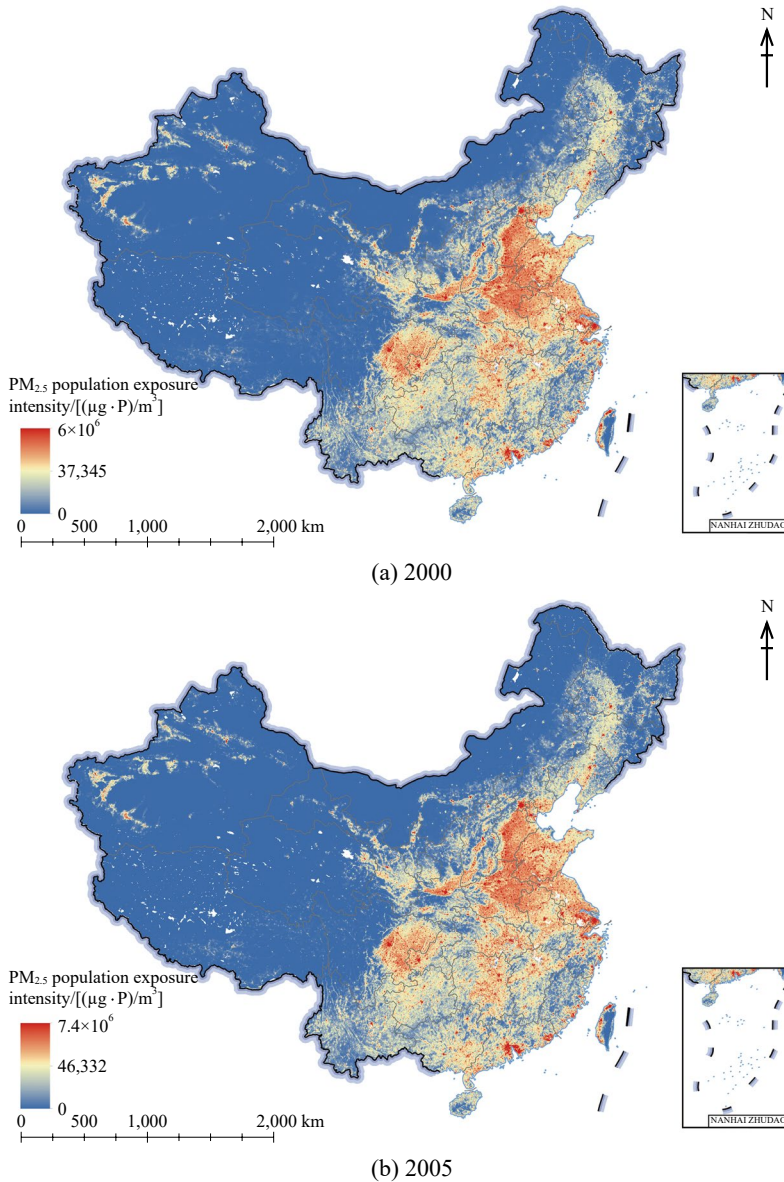 N
PM2.5 population exposure
intensity/[(μg·P)/m³]
6×10⁶
37,345
0
0 500 1,000 2,000 km
NANHAI ZHUDAO
(a) 2000
N
PM2.5 population exposure
intensity/[(μg·P)/m³]
7.4×10⁶
46,332
0
0 500 1,000 2,000 km
NANHAI ZHUDAO
(b) 2005